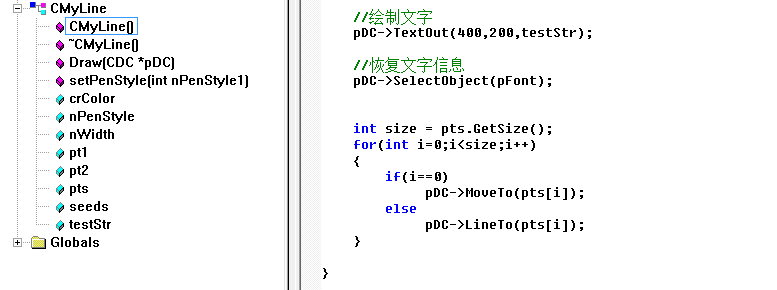 CMyLine
CMyLine()
~CMyLine()
Draw(CDC *pDC)
setPenStyle(int nPenStyle1)
crColor
nPenStyle
nWidth
pt1
pt2
pts
seeds
testStr
Globals
//绘制文字
pDC->TextOut(400,200,testStr);
//恢复文字信息
pDC->SelectObject(pFont);
int size = pts.GetSize();
for(int i=0;i<size;i++)
{
if(i==0)
pDC->MoveTo(pts[i]);
else
pDC->LineTo(pts[i]);
}
}